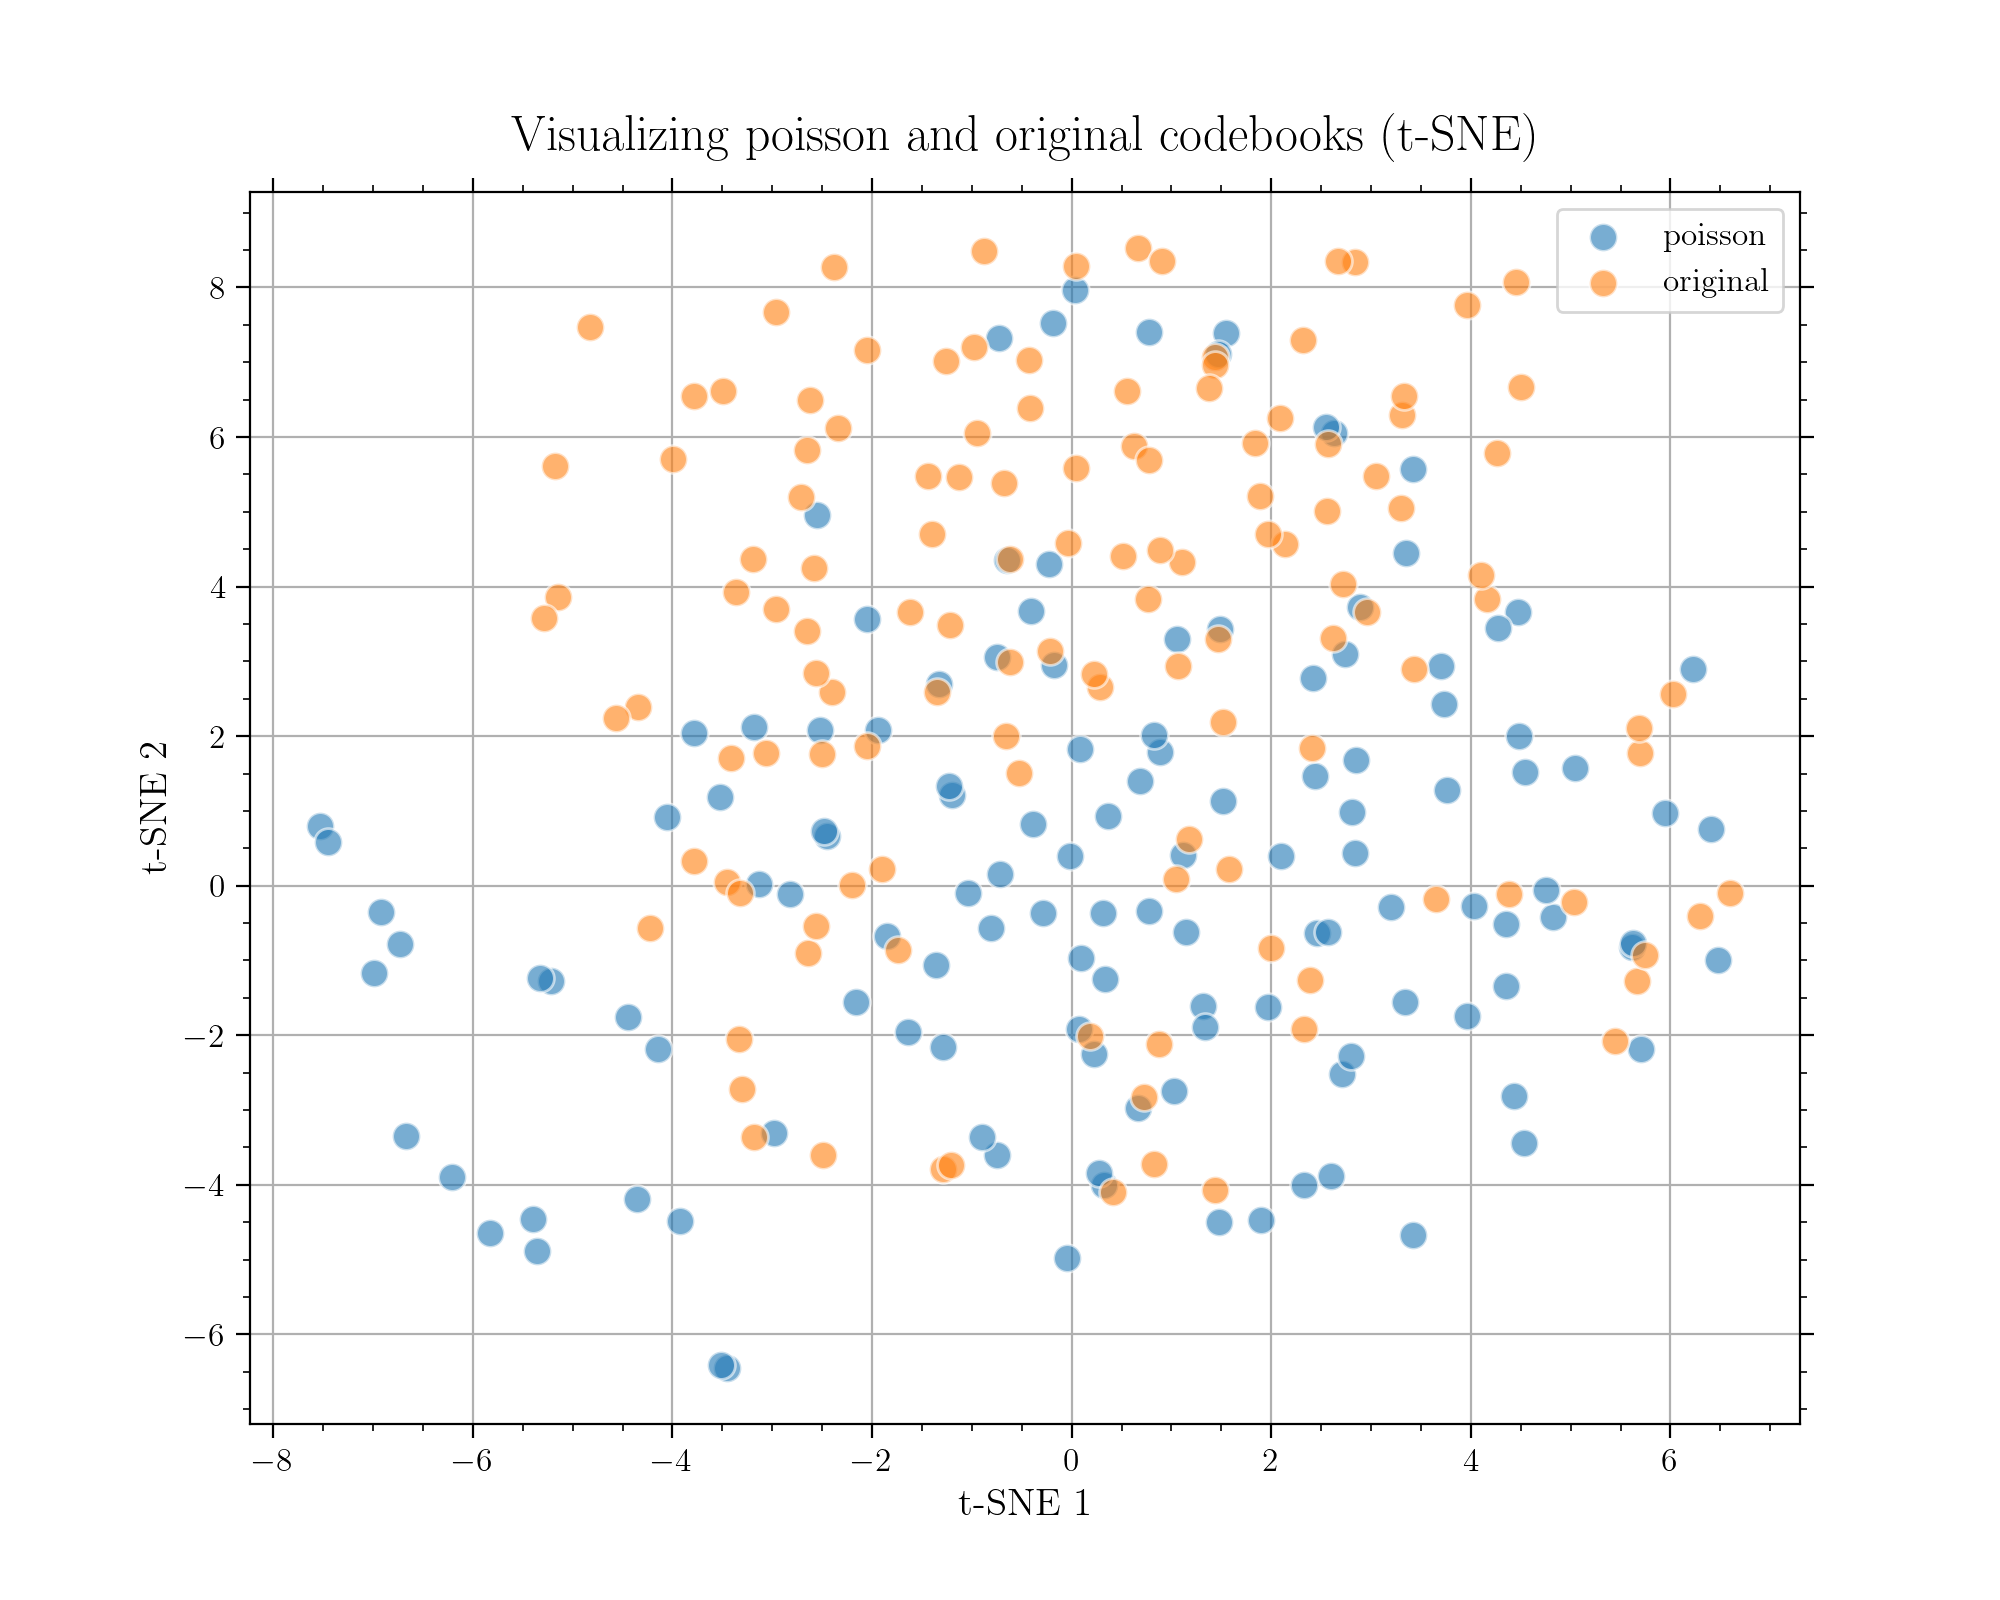 Visualizing poisson and original codebooks (t-SNE)
poisson
original
8
6
4
2
0
−2
−4
−6
t-SNE 2
−8 −6 −4 −2 0 2 4 6
t-SNE 1